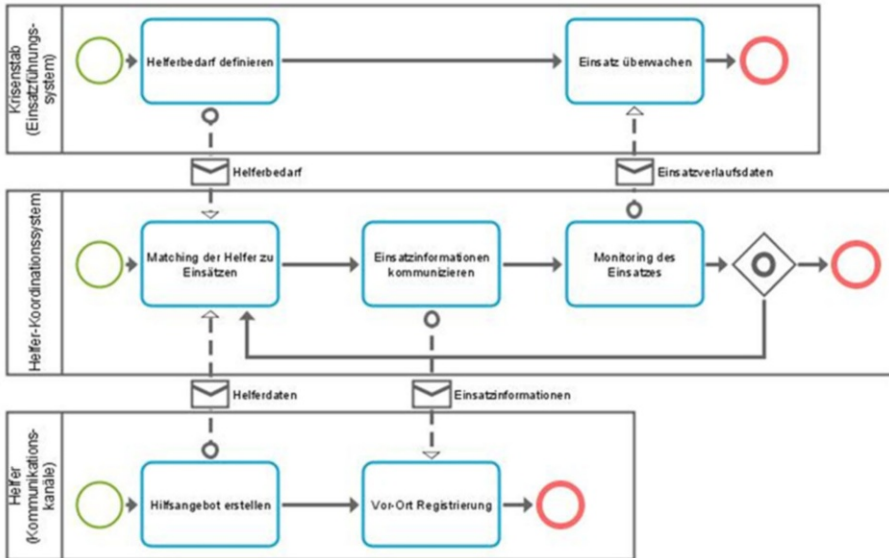 Krisenstab
(Einsatzführungs-
system)
Helferbedarf definieren
Einsatz überwachen
Helferbedarf
Einsatzverlaufsdaten
Helfer-Koordinationssystem
Matching der Helfer zu
Einsätzen
Einsatzinformationen
kommunizieren
Monitoring des
Einsatzes
Helferdaten
Einsatzinformationen
Helfer
(Kommunikations-
kanäle)
Hilfsangebot erstellen
Vor-Ort Registrierung